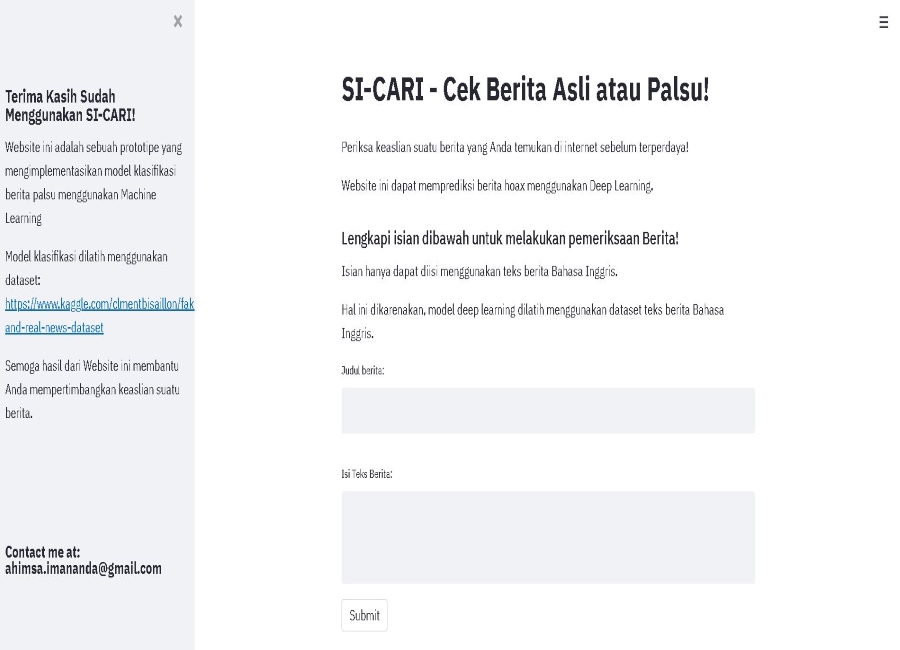 Terima Kasih Sudah
Menggunakan SI-CARI!
Website ini adalah sebuah prototipe yang
mengimplementasikan model klasifikasi
berita palsu menggunakan Machine
Learning
Model klasifikasi dilatih menggunakan
dataset:
https://www.kaggle.com/clmentbisaillon/fak
and-real-news-dataset
Semoga hasil dari Website ini membantu
Anda mempertimbangkan keaslian suatu
berita.
Contact me at:
ahimsa.imananda@gmail.com
SI-CARI - Cek Berita Asli atau Palsu!
Periksa keaslian suatu berita yang Anda temukan di internet sebelum terperdaya!
Website ini dapat memprediksi berita hoax menggunakan Deep Learning.
Lengkapi isian dibawah untuk melakukan pemeriksaan Berita!
Isian hanya dapat diisi menggunakan teks berita Bahasa Inggris.
Hal ini dikarenakan, model deep learning dilatih menggunakan dataset teks berita Bahasa
Inggris.
Judul berita:
Isi Teks Berita:
Submit